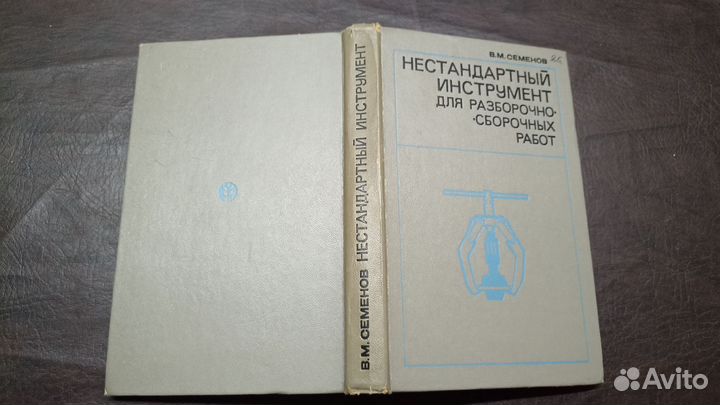 В.М. СЕМЕНОВ
НЕСТАНДАРТНЫЙ
ИНСТРУМЕНТ
ДЛЯ РАЗБОРОЧНО-
-СБОРОЧНЫХ
РАБОТ
В.М. СЕМЕНОВ НЕСТАНДАРТНЫЙ ИНСТРУМЕНТ
Avito